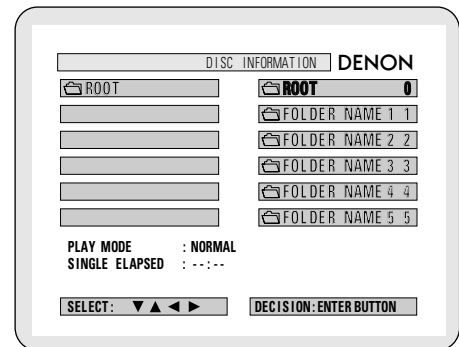 DISC INFORMATION DENON
ROOT ROOT 0
FOLDER NAME 1 1
FOLDER NAME 2 2
FOLDER NAME 3 3
FOLDER NAME 4 4
FOLDER NAME 5 5
PLAY MODE : NORMAL
SINGLE ELAPSED : --:--
SELECT: ▼ ▲ ◄ ► DECISION: ENTER BUTTON